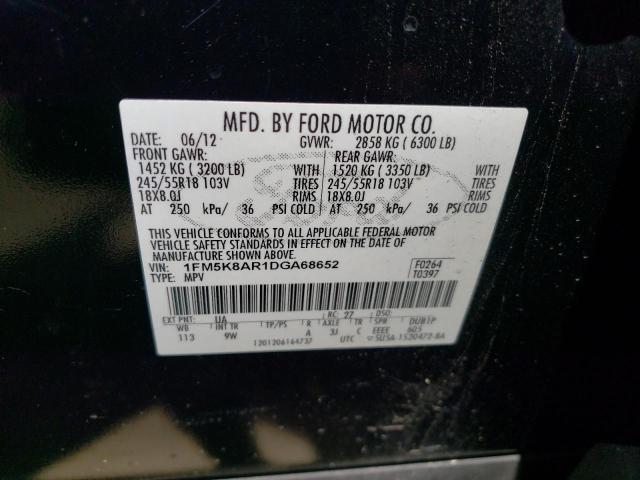 MFD. BY FORD MOTOR CO.
DATE: 06/12 GVWR: 2858 KG ( 6300 LB)
FRONT GAWR: REAR GAWR:
1452 KG ( 3200 LB) WITH 1520 KG ( 3350 LB) WITH
245/55R18 103V TIRES 245/55R18 103V TIRES
18X8.0J RIMS 18X8.0J RIMS
AT 250 kPa/ 36 PSI COLD AT 250 kPa/ 36 PSI COLD
THIS VEHICLE CONFORMS TO ALL APPLICABLE FEDERAL MOTOR
VEHICLE SAFETY STANDARDS IN EFFECT ON THE DATE OF
MANUFACTURE SHOWN ABOVE.
VIN: 1FM5K8AR1DGA68652 F0264
TYPE: MPV T0397
EXT PNT: UA RC: 27 DUB1P
WB TP/PS R AXLE TR SPR 605
113 9W A 3J C EEEE
1201206164737 UTC